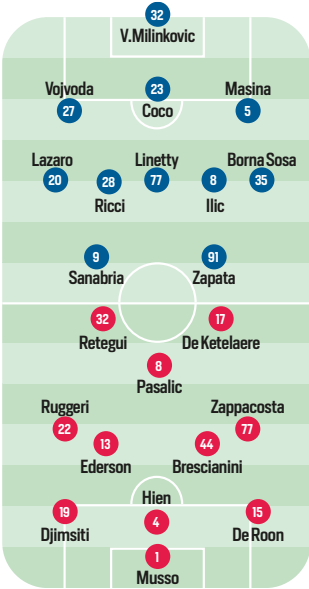 32
V.Milinkovic
Vojvoda 23 Masina
27 Coco 5
Lazaro Linetty Borna Sosa
20 28 77 8 35
Ricci Ilic
9 91
Sanabria Zapata
32 17
Retegui De Ketelaere
8
Pasalic
Ruggeri Zappacosta
22 77
13 44
Ederson Brescianini
Hien
19 4 15
Djimsiti De Roon
1
Musso